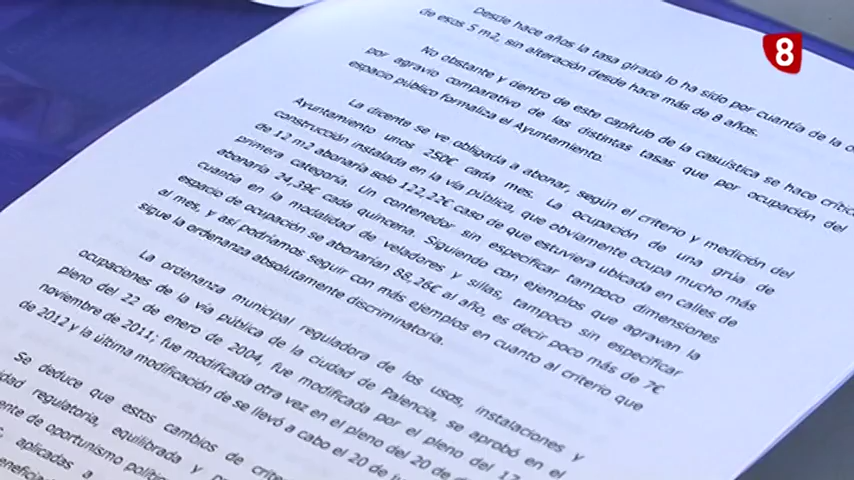 8
Desde hace años la tasa girada lo ha sido por cuantía de la
de esos 5 m2, sin alteración desde hace más de 8 años.
No obstante y dentro de este capítulo de la casuística se hace
por agravio comparativo de las distintas tasas que por ocupación del
espacio público formaliza el Ayuntamiento.
La dicente se ve obligada a abonar, según el criterio y medición del
Ayuntamiento unos 250€ cada mes. La ocupación de una grúa de
construcción instalada en la vía pública, que obviamente ocupa mucho más
de 12 m2 abonaría solo 122,22€ caso de que estuviera ubicada en calles de
primera categoría. Un contenedor sin especificar tampoco dimensiones
abonaría 24,39€ cada quincena. Siguiendo con ejemplos que agravan la
cuantía en la modalidad de veladores y sillas, tampoco sin especificar
espacio de ocupación se abonarían 88,26€ al año, es decir poco más de 7€
al mes, y así podríamos seguir con más ejemplos en cuanto al criterio que
sigue la ordenanza absolutamente discriminatoria.
La ordenanza municipal reguladora de los usos, instalaciones y
ocupaciones de la vía pública de la ciudad de Palencia, se aprobó en el
pleno del 22 de enero de 2004, fue modificada por el pleno del 17
noviembre de 2011; fue modificada otra vez en el pleno del 20 de
de 2012 y la última modificación de se llevó a cabo el 20 de
Se deduce que estos cambios de
regulatoria, equilibrada y
de oportunismo
aplicadas a